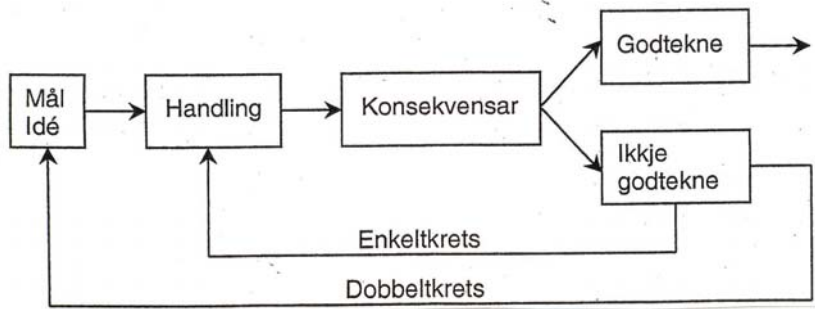 Mål
Idé
Handling
Konsekvensar
Godtekne
Ikkje
godtekne
Enkeltkrets
Dobbeltkrets